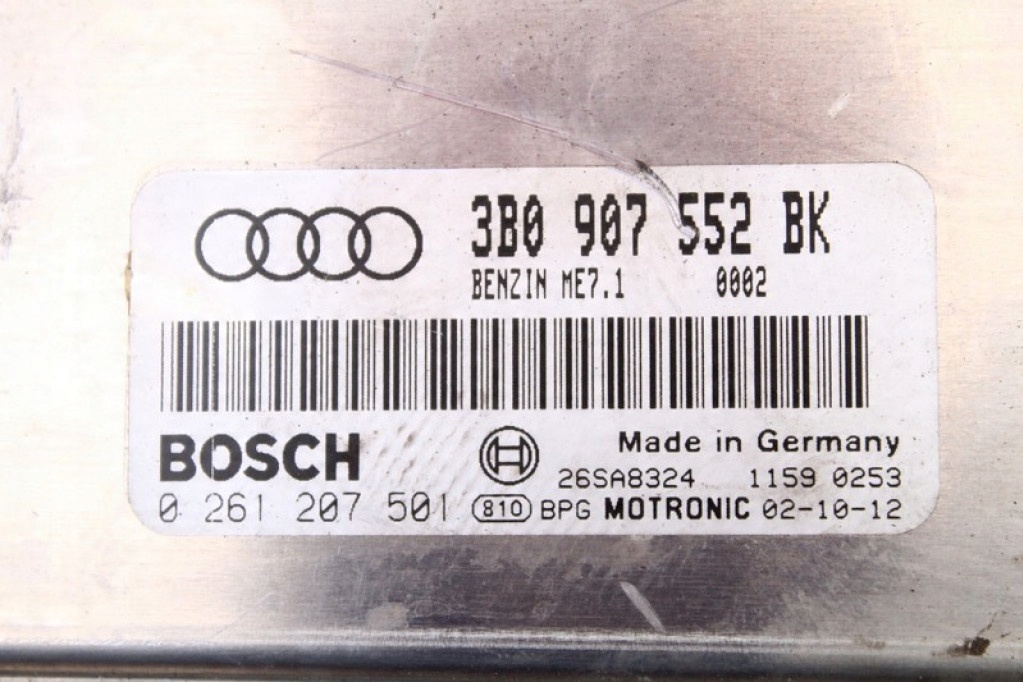 3B0 907 552 BK
BENZIN ME7.1 0002
BOSCH
Made in Germany
26SA8324 1159 0253
0 261 207 501 810 BPG MOTRONIC 02-10-12